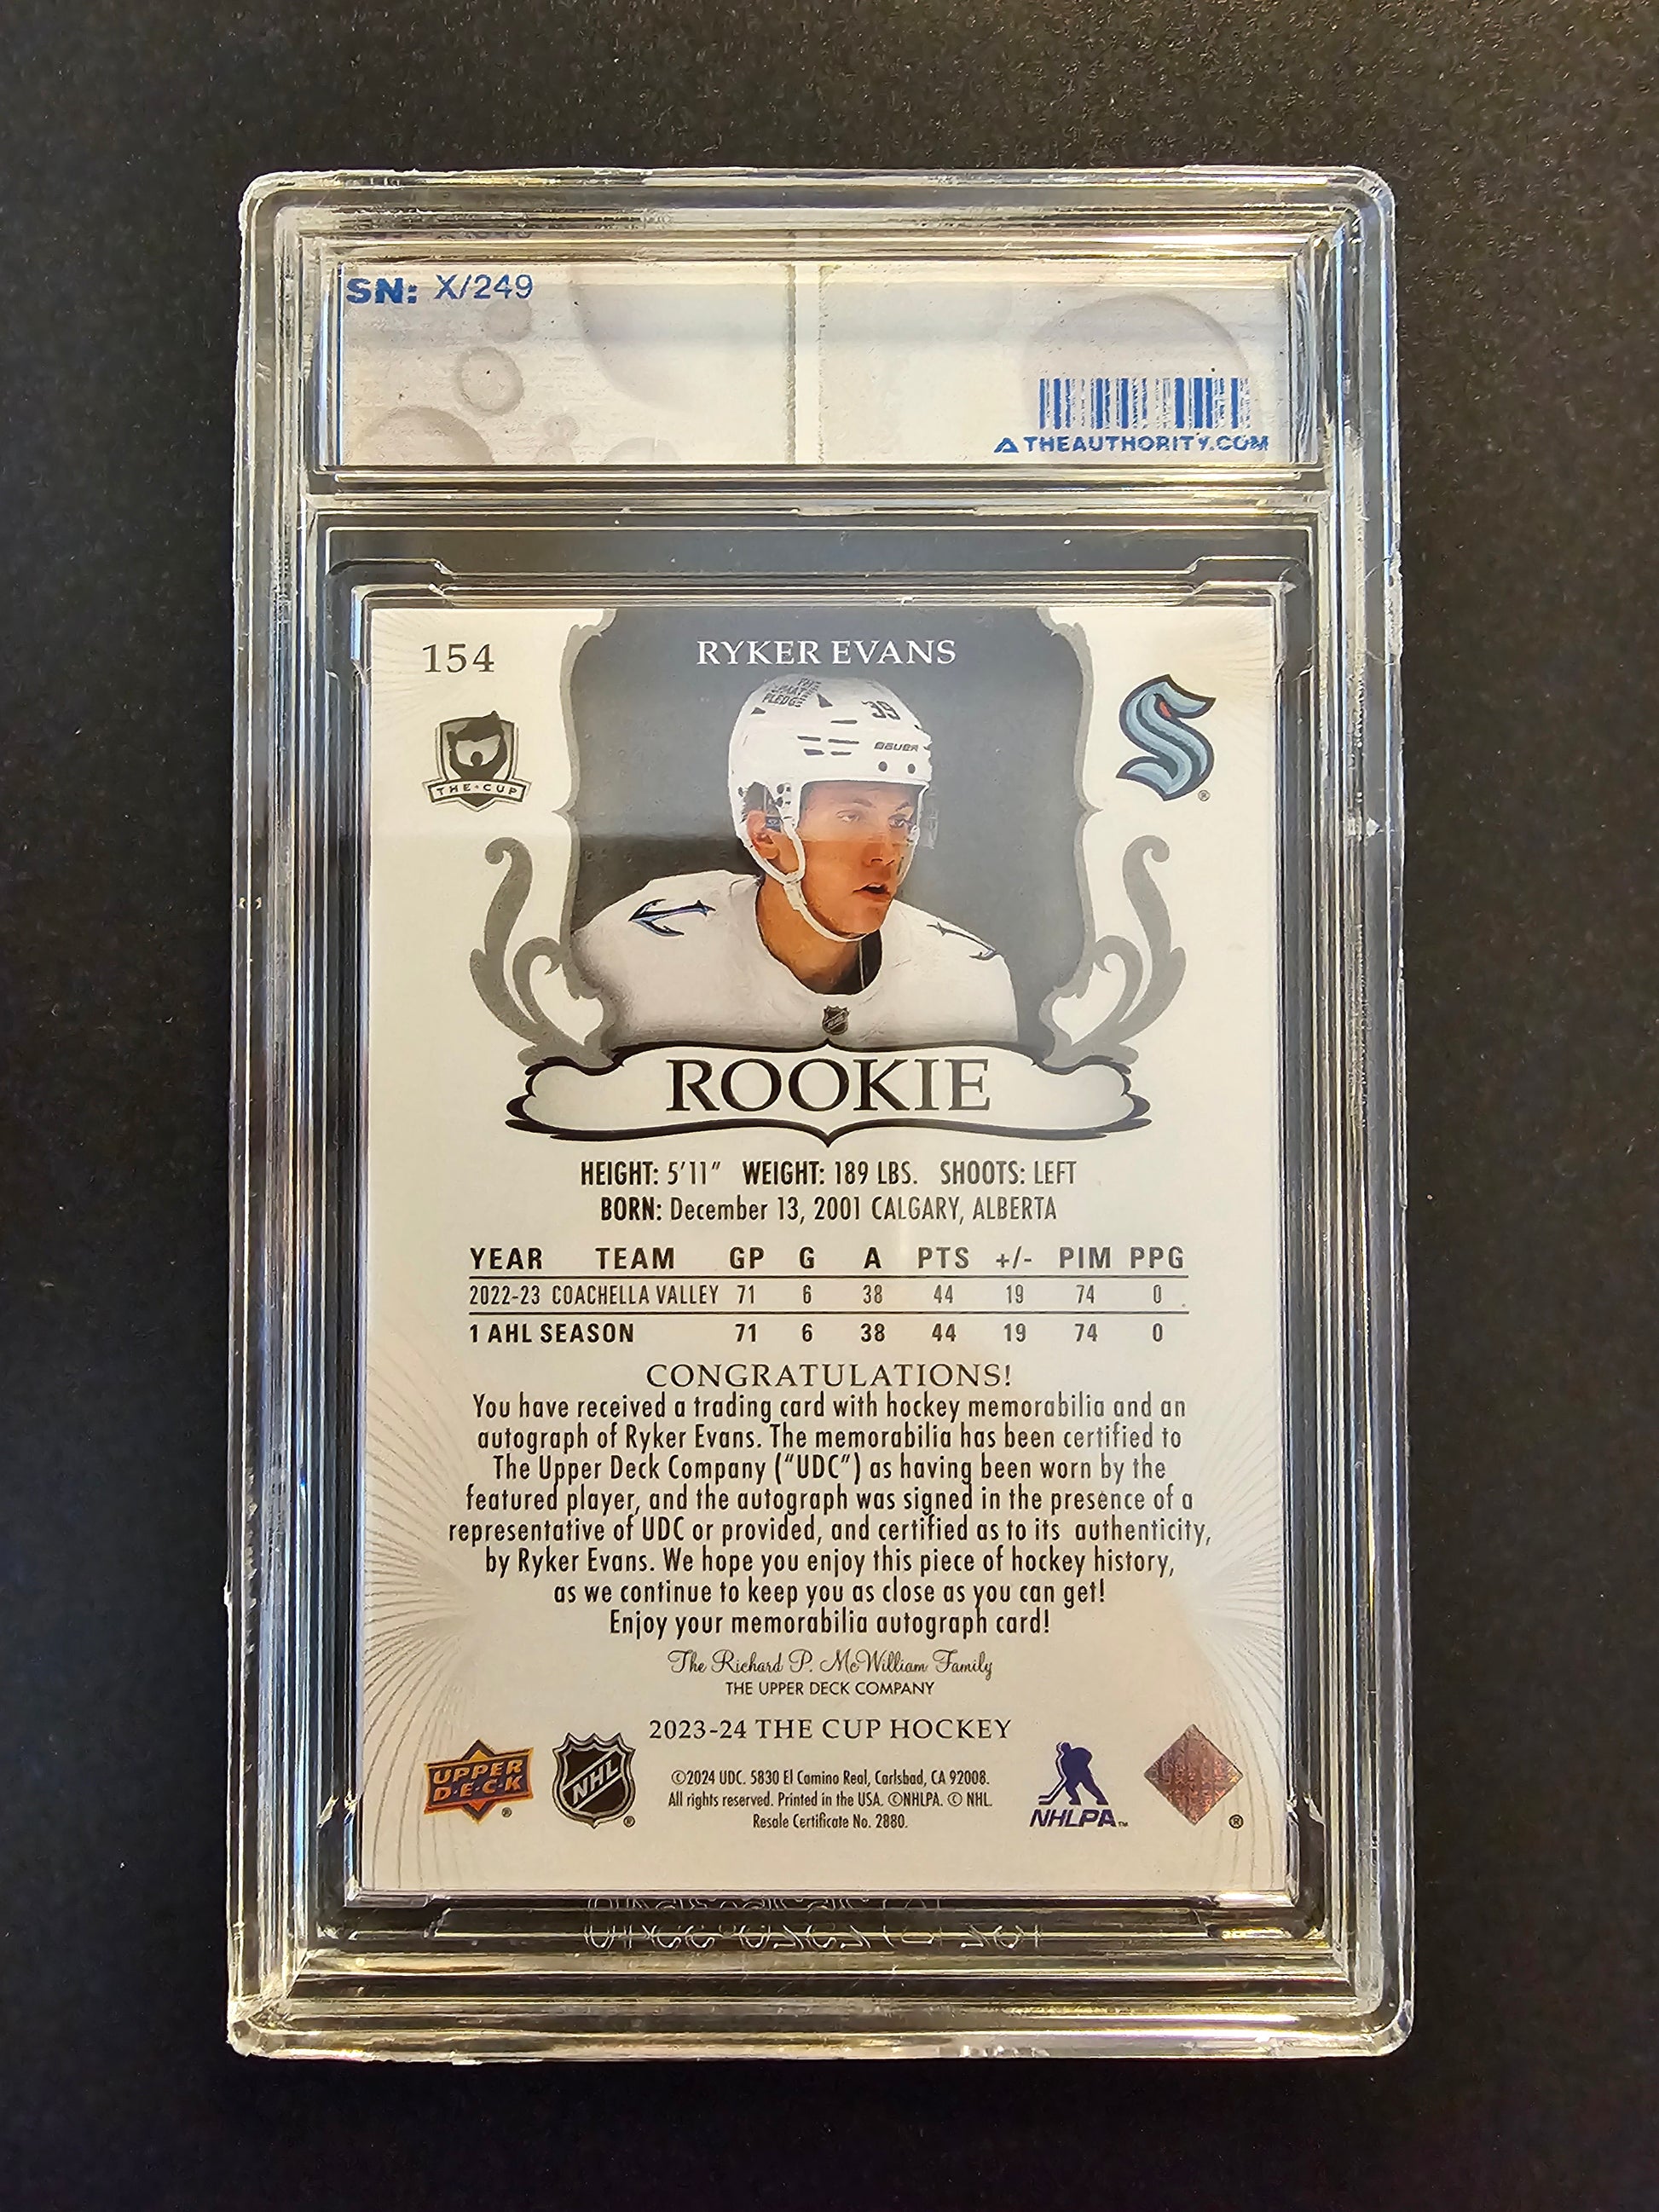 SN: X/249
THEAUTHORITY.COM
154
RYKER EVANS
THE CUP
39
BAUER
ROOKIE
HEIGHT: 5'11" WEIGHT: 189 LBS. SHOOTS: LEFT
BORN: December 13, 2001 CALGARY, ALBERTA
YEAR TEAM GP G A PTS +/- PIM PPG
2022-23 COACHELLA VALLEY 71 6 38 44 19 74 0
1 AHL SEASON 71 6 38 44 19 74 0
CONGRATULATIONS!
You have received a trading card with hockey memorabilia and an
autograph of Ryker Evans. The memorabilia has been certified to
The Upper Deck Company ("UDC") as having been worn by the
featured player, and the autograph was signed in the presence of a
representative of UDC or provided, and certified as to its authenticity,
by Ryker Evans. We hope you enjoy this piece of hockey history,
as we continue to keep you as close as you can get!
Enjoy your memorabilia autograph card!
The Richard P. McWilliam Family
THE UPPER DECK COMPANY
2023-24 THE CUP HOCKEY
UPPER
D·E·C·K ®
NHL ®
©2024 UDC. 5830 El Camino Real, Carlsbad, CA 92008.
All rights reserved. Printed in the USA. ©NHLPA. © NHL.
Resale Certificate No. 2880.
NHLPA™
®